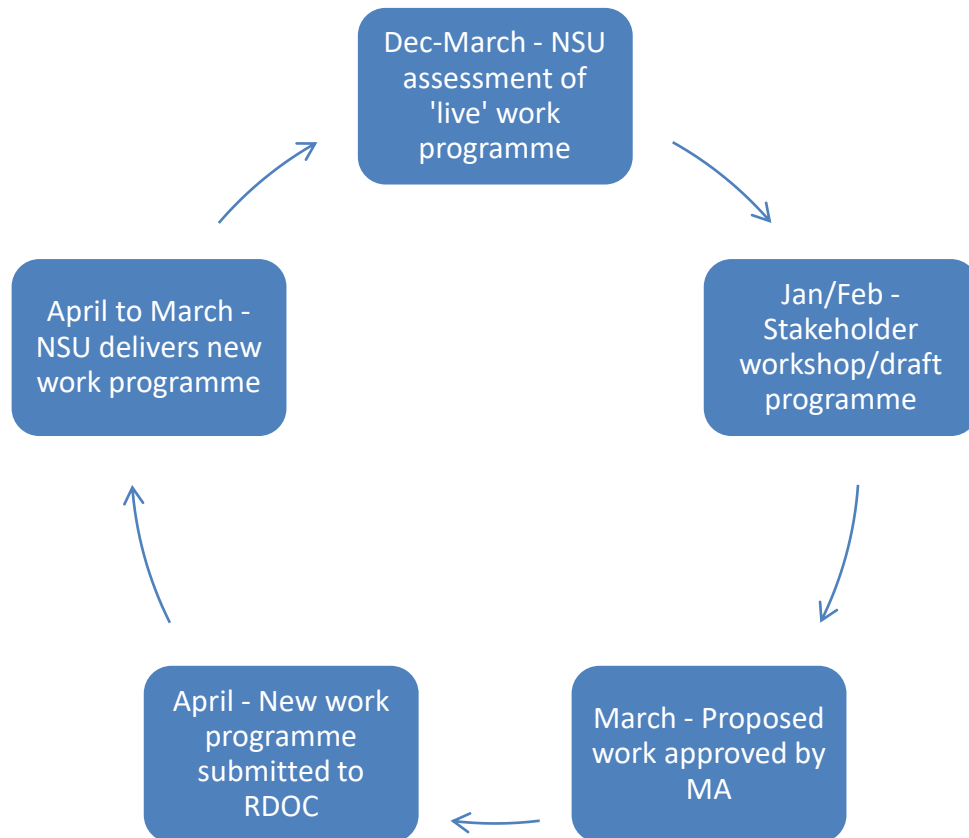 Dec-March - NSU
assessment of
'live' work
programme
Jan/Feb -
Stakeholder
workshop/draft
programme
March - Proposed
work approved by
MA
April - New work
programme
submitted to
RDOC
April to March -
NSU delivers new
work programme